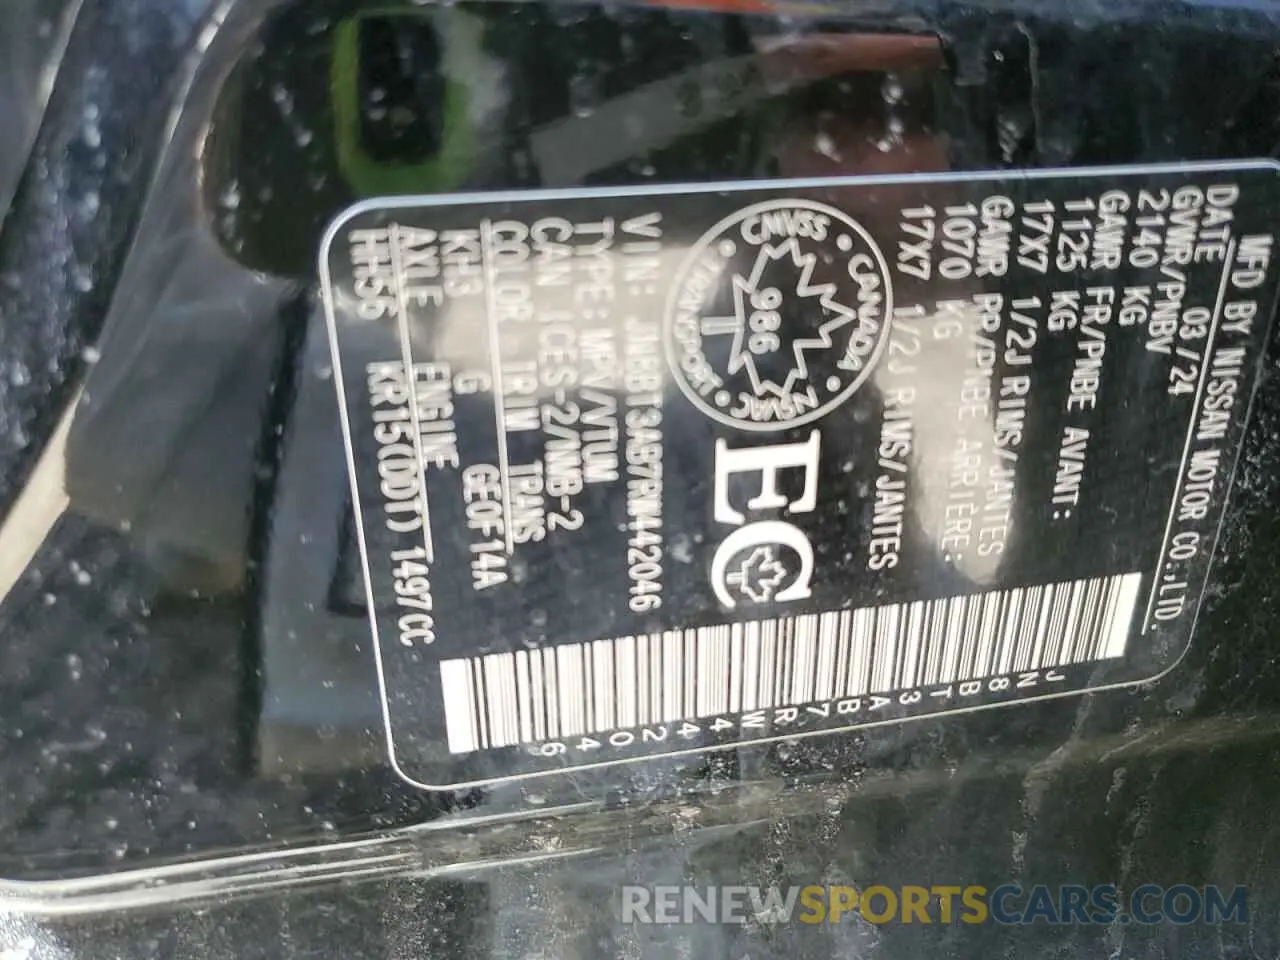 MFD BY NISSAN MOTOR CO.,LTD.
DATE 03/24
GVWR/PNBV
2140 KG
GAWR FR/PNBE AVANT:
1125 KG
17X7 1/2J RIMS/JANTES
GAWR RR/PNBE ARRIÈRE:
1070 KG
17X7 1/2J RIMS/JANTES
CANADA
CMVSS
NSVAC
TRANSPORT
986
EC
VIN: JN8BT3AB7RW442046
TYPE: MPV/VTUM
CAN ICES-2/NMB-2
COLOR TRIM TRANS
KH3 G GE0F14A
AXLE ENGINE
HH56 KR15(DDT) 1497CC
JN8BT3AB7RW442046
RENEWSPORTSCARS.COM